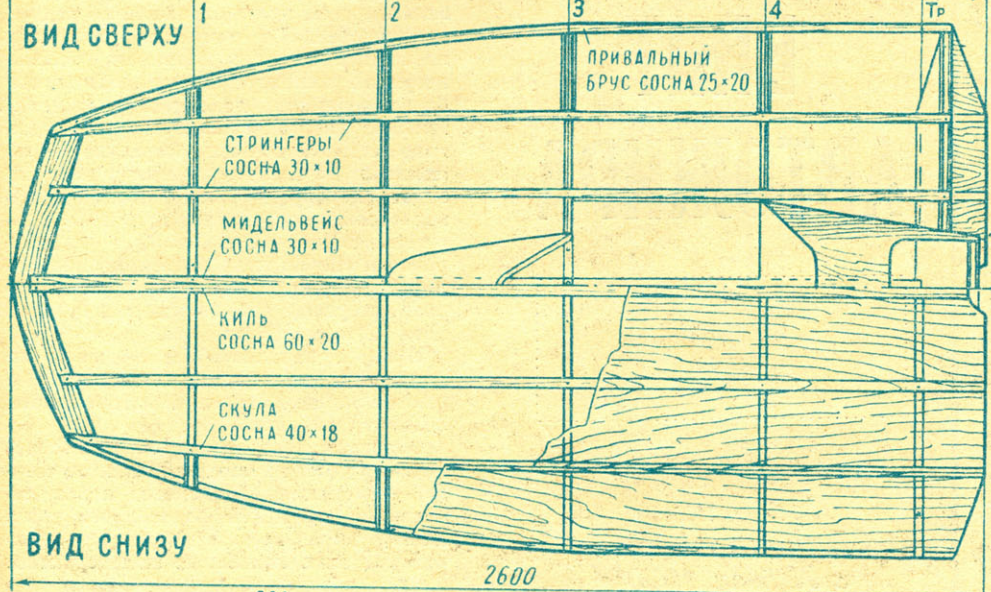 1 2 3 4 Тр
ВИД СВЕРХУ
ПРИВАЛЬНЫЙ
БРУС СОСНА 25×20
СТРИНГЕРЫ
СОСНА 30×10
МИДЕЛЬВЕЙС
СОСНА 30×10
КИЛЬ
СОСНА 60×20
СКУЛА
СОСНА 40×18
ВИД СНИЗУ
2600